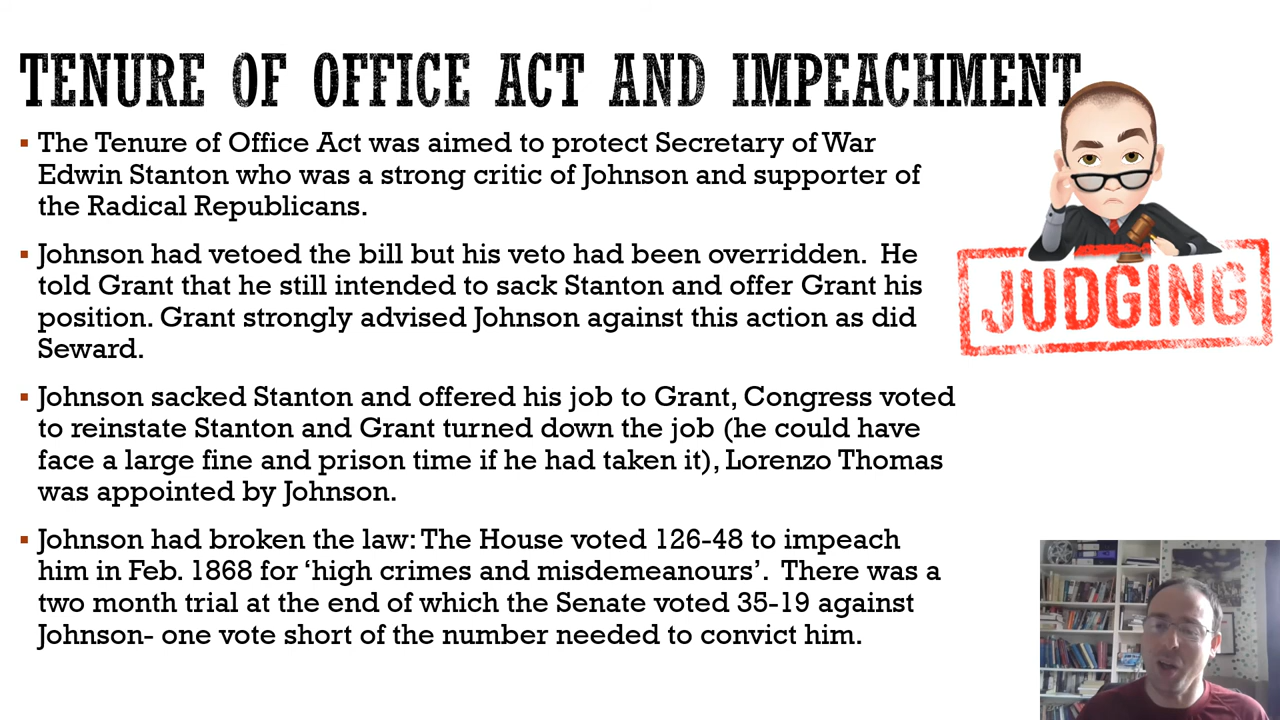 TENURE OF OFFICE ACT AND IMPEACHMENT
▪ The Tenure of Office Act was aimed to protect Secretary of War
Edwin Stanton who was a strong critic of Johnson and supporter of
the Radical Republicans.
▪ Johnson had vetoed the bill but his veto had been overridden. He
told Grant that he still intended to sack Stanton and offer Grant his
position. Grant strongly advised Johnson against this action as did
Seward.
▪ Johnson sacked Stanton and offered his job to Grant, Congress voted
to reinstate Stanton and Grant turned down the job (he could have
face a large fine and prison time if he had taken it), Lorenzo Thomas
was appointed by Johnson.
▪ Johnson had broken the law: The House voted 126-48 to impeach
him in Feb. 1868 for ‘high crimes and misdemeanours’. There was a
two month trial at the end of which the Senate voted 35-19 against
Johnson- one vote short of the number needed to convict him.
JUDGING